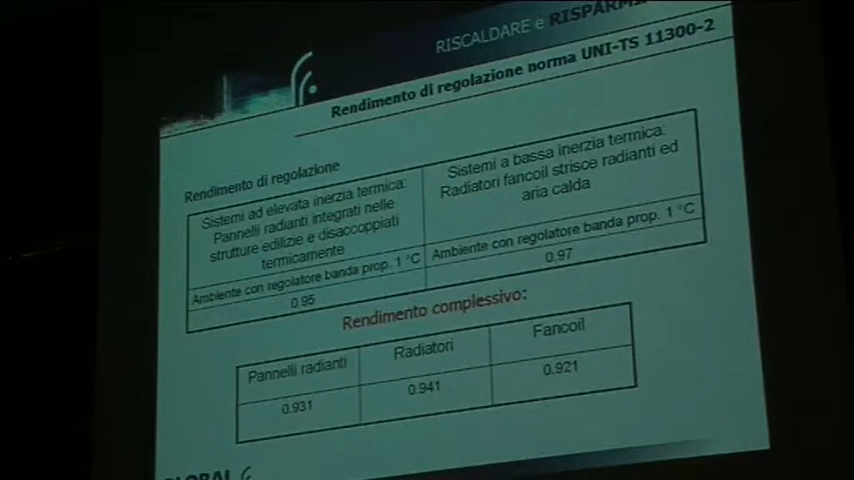 RISCALDARE e RISPARMI
Rendimento di regolazione norma UNI-TS 11300-2
Rendimento di regolazione
Sistemi ad elevata inerzia termica:
Pannelli radianti integrati nelle
strutture edilizie e disaccoppiati
termicamente
Sistemi a bassa inerzia termica:
Radiatori fancoil strisce radianti ed
aria calda
Ambiente con regolatore banda prop. 1 °C
Ambiente con regolatore banda prop. 1 °C
0.95
0.97
Rendimento complessivo:
Pannelli radianti
Radiatori
Fancoil
0.931
0.941
0.921
GLOBAL